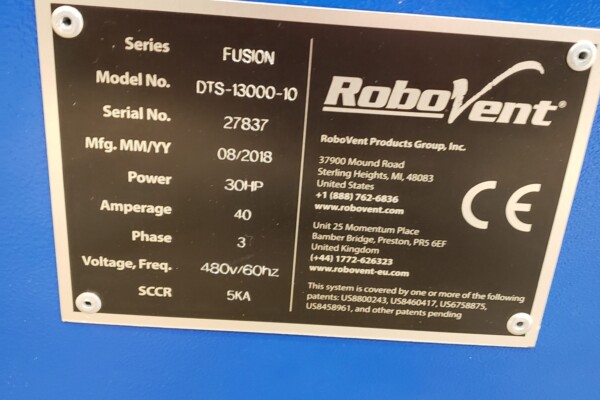 Series FUSION
Model No. DTS-13000-10
Serial No. 27837
Mfg. MM/YY 08/2018
Power 30HP
Amperage 40
Phase 3
Voltage, Freq. 480v/60hz
SCCR 5KA
RoboVent®
RoboVent Products Group, Inc.
37900 Mound Road
Sterling Heights, MI, 48083
United States
+1 (888) 762-6836
www.robovent.com
CE
Unit 25 Momentum Place
Bamber Bridge, Preston, PR5 6EF
United Kingdom
(+44) 1772-626323
www.robovent-eu.com
This system is covered by one or more of the following
patents: US8800243, US8460417, US6758875,
US8458961, and other patents pending